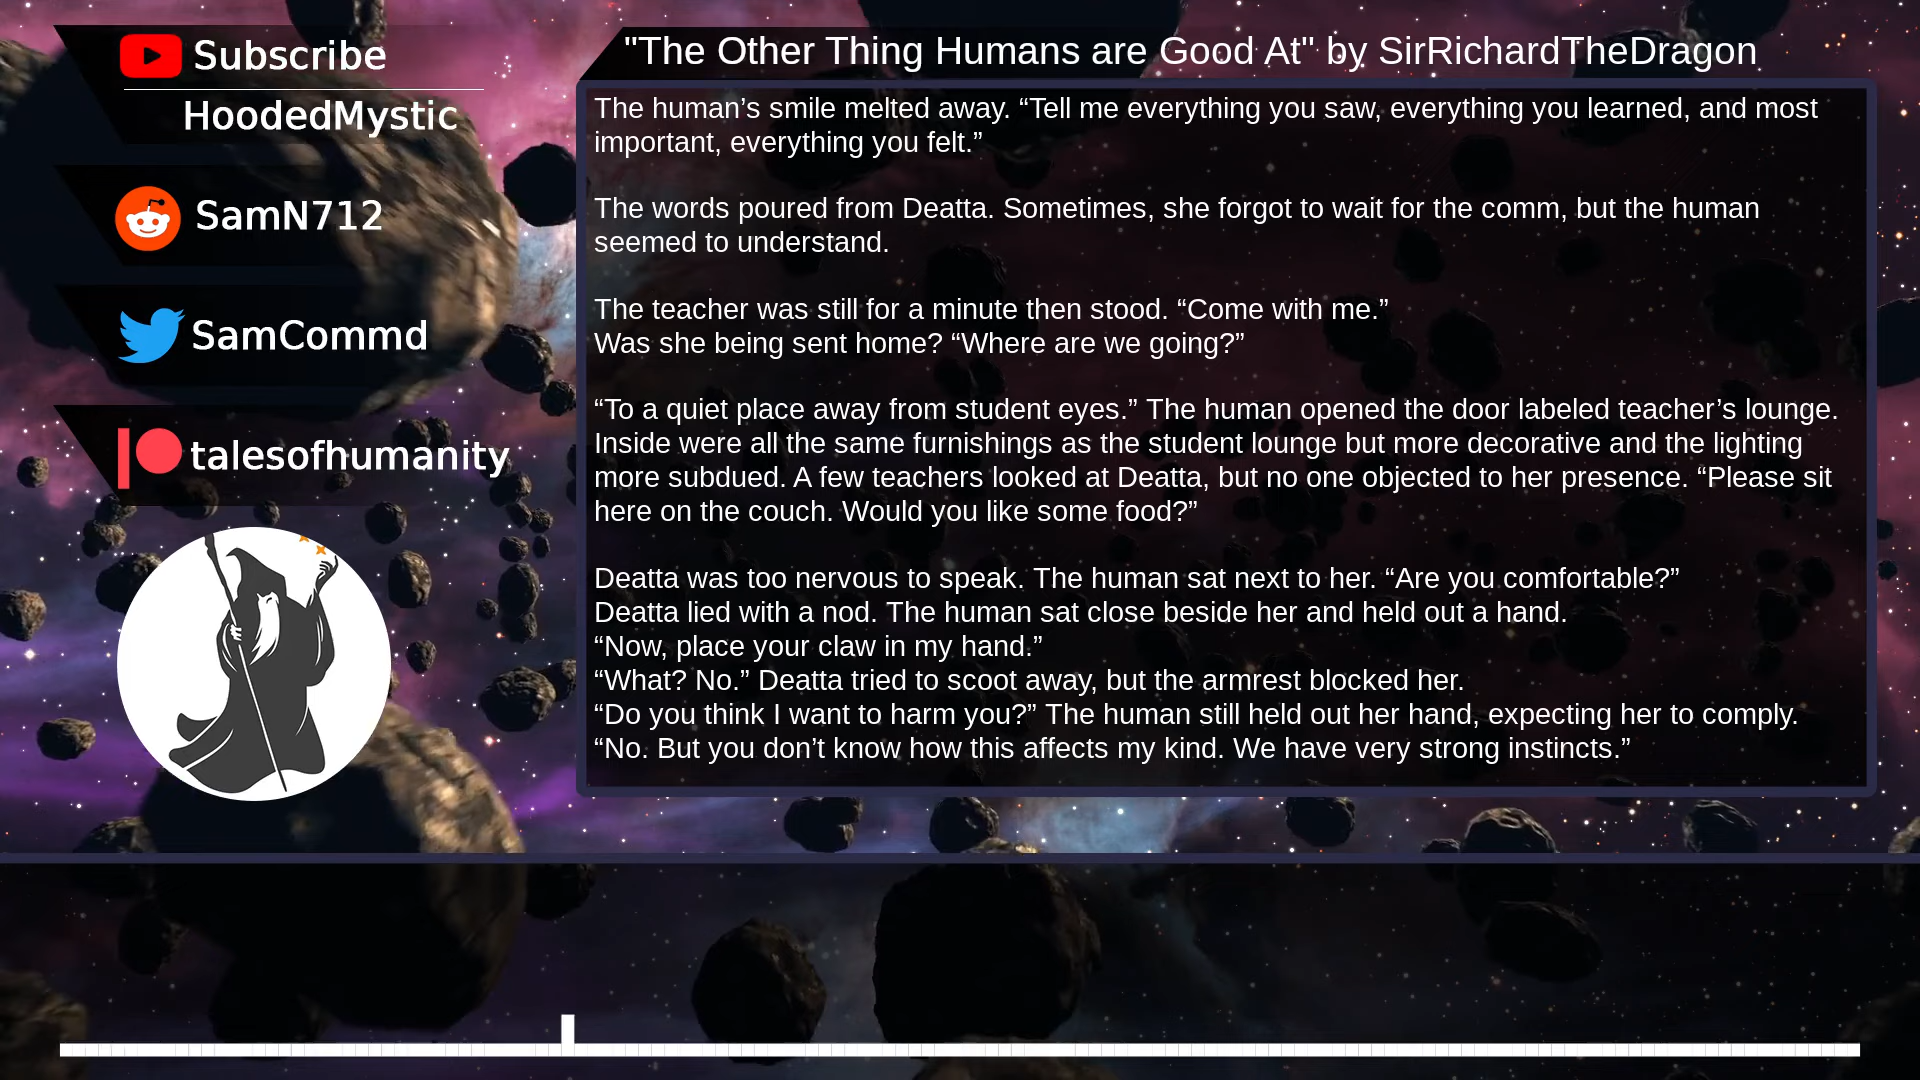 Subscribe
HoodedMystic
SamN712
SamCommd
talesofhumanity
"The Other Thing Humans are Good At" by SirRichardTheDragon
The human’s smile melted away. “Tell me everything you saw, everything you learned, and most
important, everything you felt.”
The words poured from Deatta. Sometimes, she forgot to wait for the comm, but the human
seemed to understand.
The teacher was still for a minute then stood. “Come with me.”
Was she being sent home? “Where are we going?”
“To a quiet place away from student eyes.” The human opened the door labeled teacher’s lounge.
Inside were all the same furnishings as the student lounge but more decorative and the lighting
more subdued. A few teachers looked at Deatta, but no one objected to her presence. “Please sit
here on the couch. Would you like some food?”
Deatta was too nervous to speak. The human sat next to her. “Are you comfortable?”
Deatta lied with a nod. The human sat close beside her and held out a hand.
“Now, place your claw in my hand.”
“What? No.” Deatta tried to scoot away, but the armrest blocked her.
“Do you think I want to harm you?” The human still held out her hand, expecting her to comply.
“No. But you don’t know how this affects my kind. We have very strong instincts.”